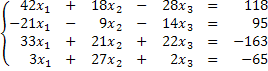 42x₁ + 18x₂ − 28x₃ = 118
−21x₁ − 9x₂ − 14x₃ = 95
33x₁ + 21x₂ + 22x₃ = −163
3x₁ + 27x₂ + 2x₃ = −65